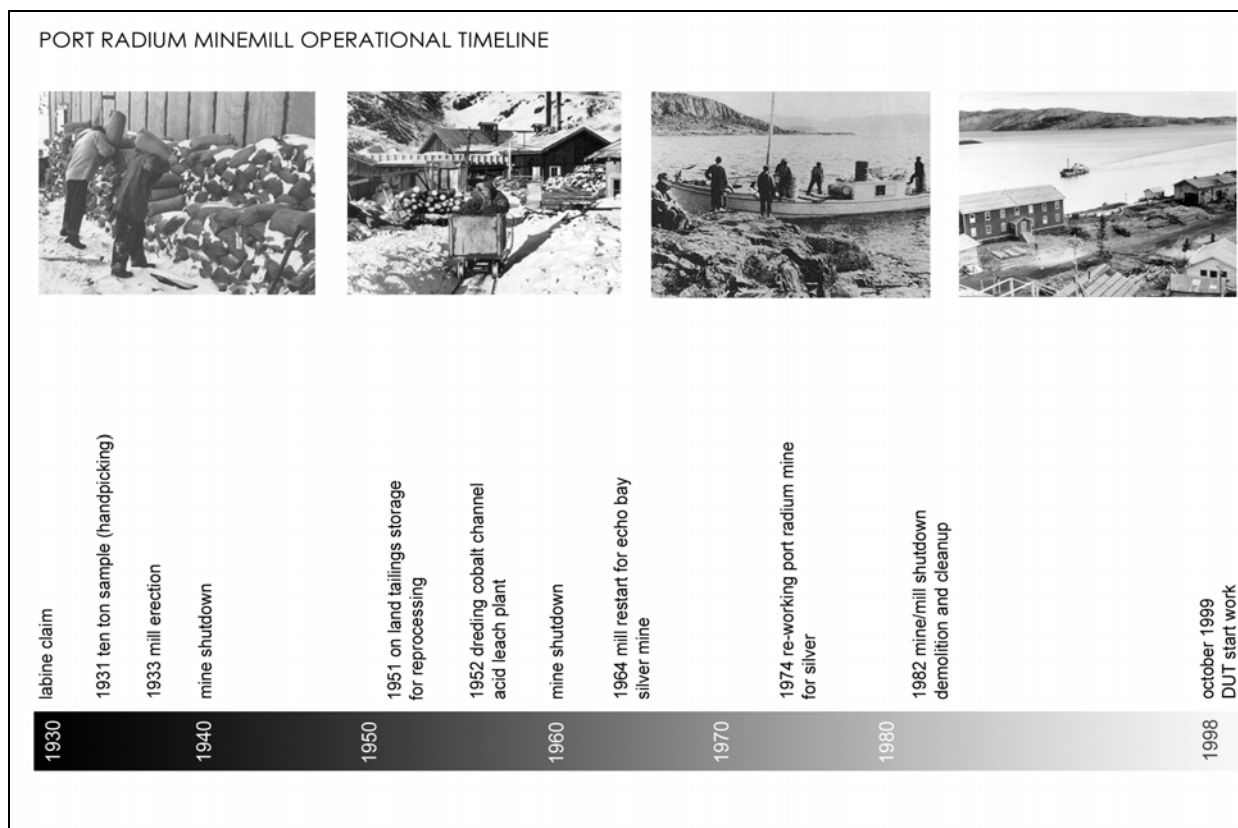 PORT RADIUM MINEMILL OPERATIONAL TIMELINE
labine claim
1931 ten ton sample (handpicking)
1933 mill erection
mine shutdown
1951 on land tailings storage
for reprocessing
1952 dreding cobalt channel
acid leach plant
mine shutdown
1964 mill restart for echo bay
silver mine
1974 re-working port radium mine
for silver
1982 mine/mill shutdown
demolition and cleanup
october 1999
DUT start work
1930
1940
1950
1960
1970
1980
1998